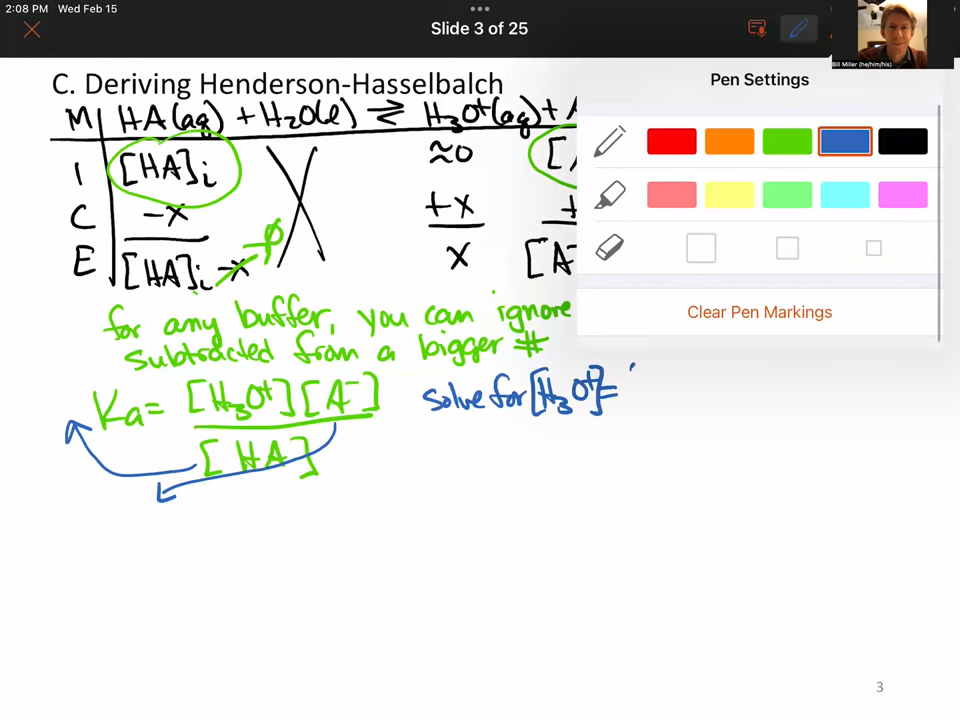 2:08 PM Wed Feb 15
Slide 3 of 25
Bill Miller (he/him/his)
Pen Settings
C. Deriving Henderson-Hasselbalch
M HA(aq) + H2O(l) ⇌ H3O+(aq) +
I [HA]i ≈0 [
C -x +x +
E [HA]i -x ∅ x [A-
Clear Pen Markings
for any buffer, you can ignore
subtracted from a bigger #
Ka = [H3O+][A-] solve for [H3O+] =
[HA]
3